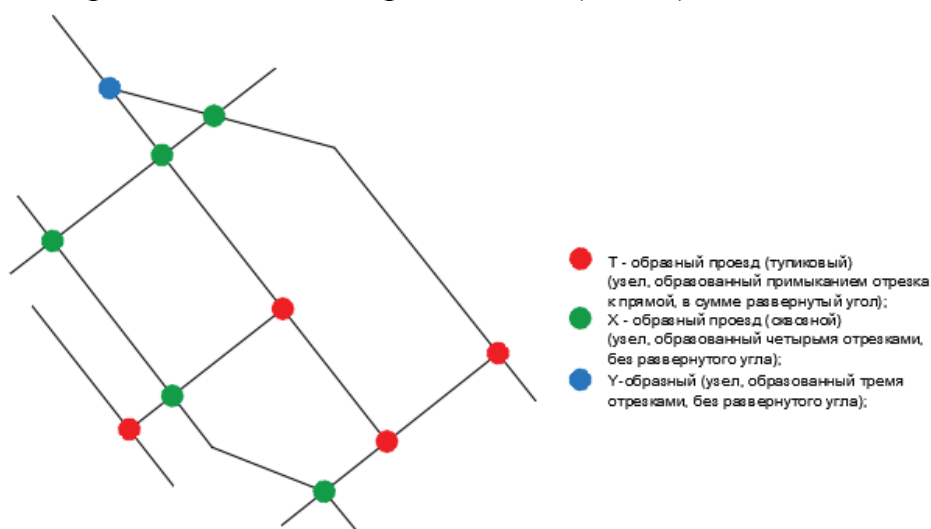 Т - образный проезд (тупиковый)
(узел, образованный примыканием отрезка
к прямой, в сумме развернутый угол);
Х - образный проезд (сквозной)
(узел, образованный четырьмя отрезками,
без развернутого угла);
Y-образный (узел, образованный тремя
отрезками, без развернутого угла);